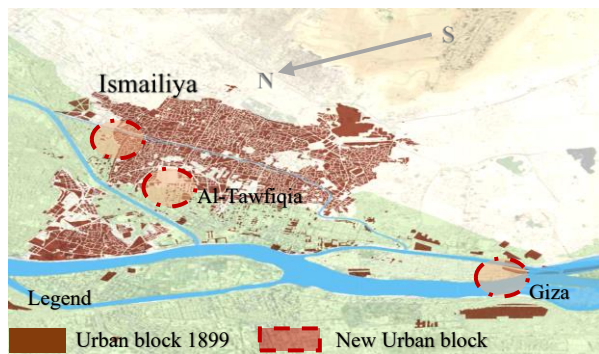 S
N
Ismailiya
Al-Tawfiqia
Giza
Legend
Urban block 1899
New Urban block